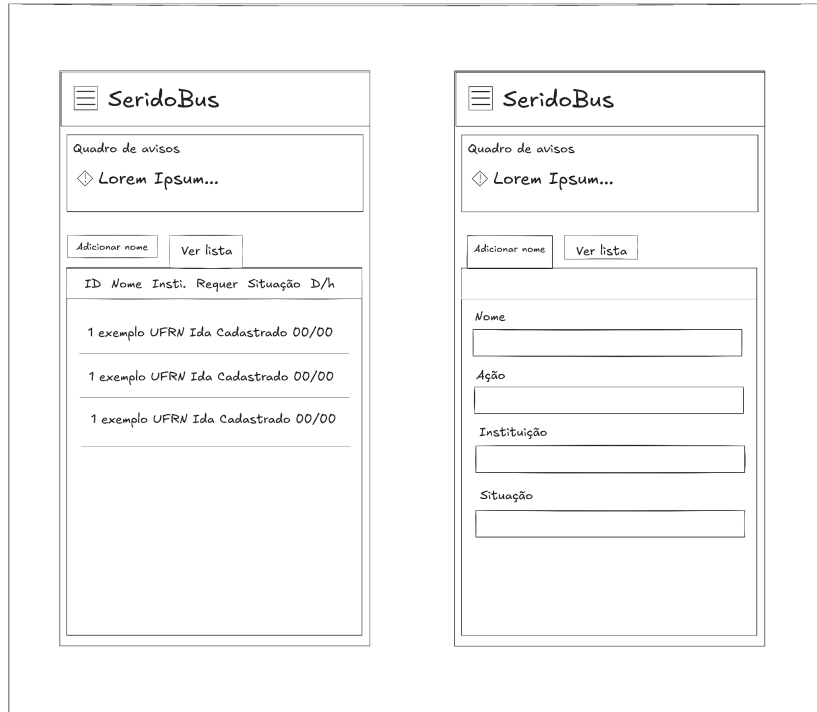 SeridoBus
Quadro de avisos
Lorem Ipsum...
Adicionar nome Ver lista
ID Nome Insti. Requer Situação D/h
1 exemplo UFRN Ida Cadastrado 00/00
1 exemplo UFRN Ida Cadastrado 00/00
1 exemplo UFRN Ida Cadastrado 00/00
SeridoBus
Quadro de avisos
Lorem Ipsum...
Adicionar nome Ver lista
Nome
Ação
Instituição
Situação